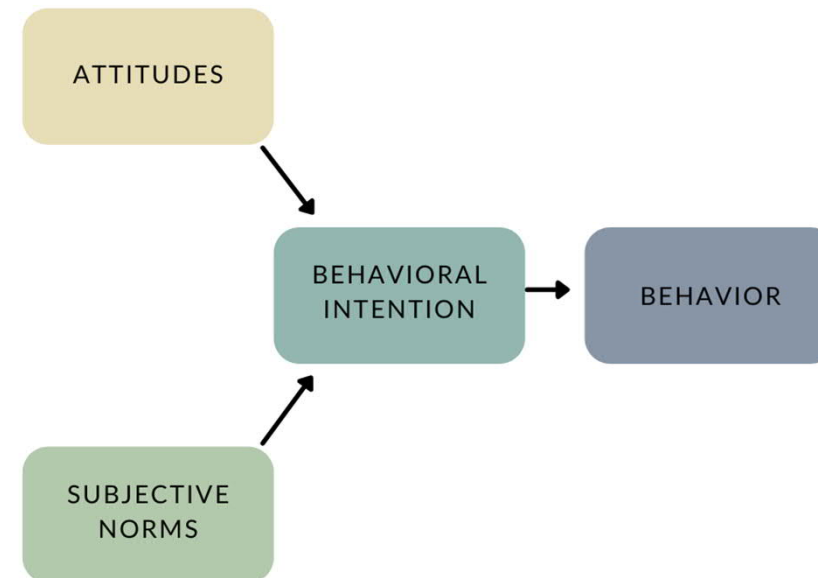 ATTITUDES
BEHAVIORAL
INTENTION
BEHAVIOR
SUBJECTIVE
NORMS